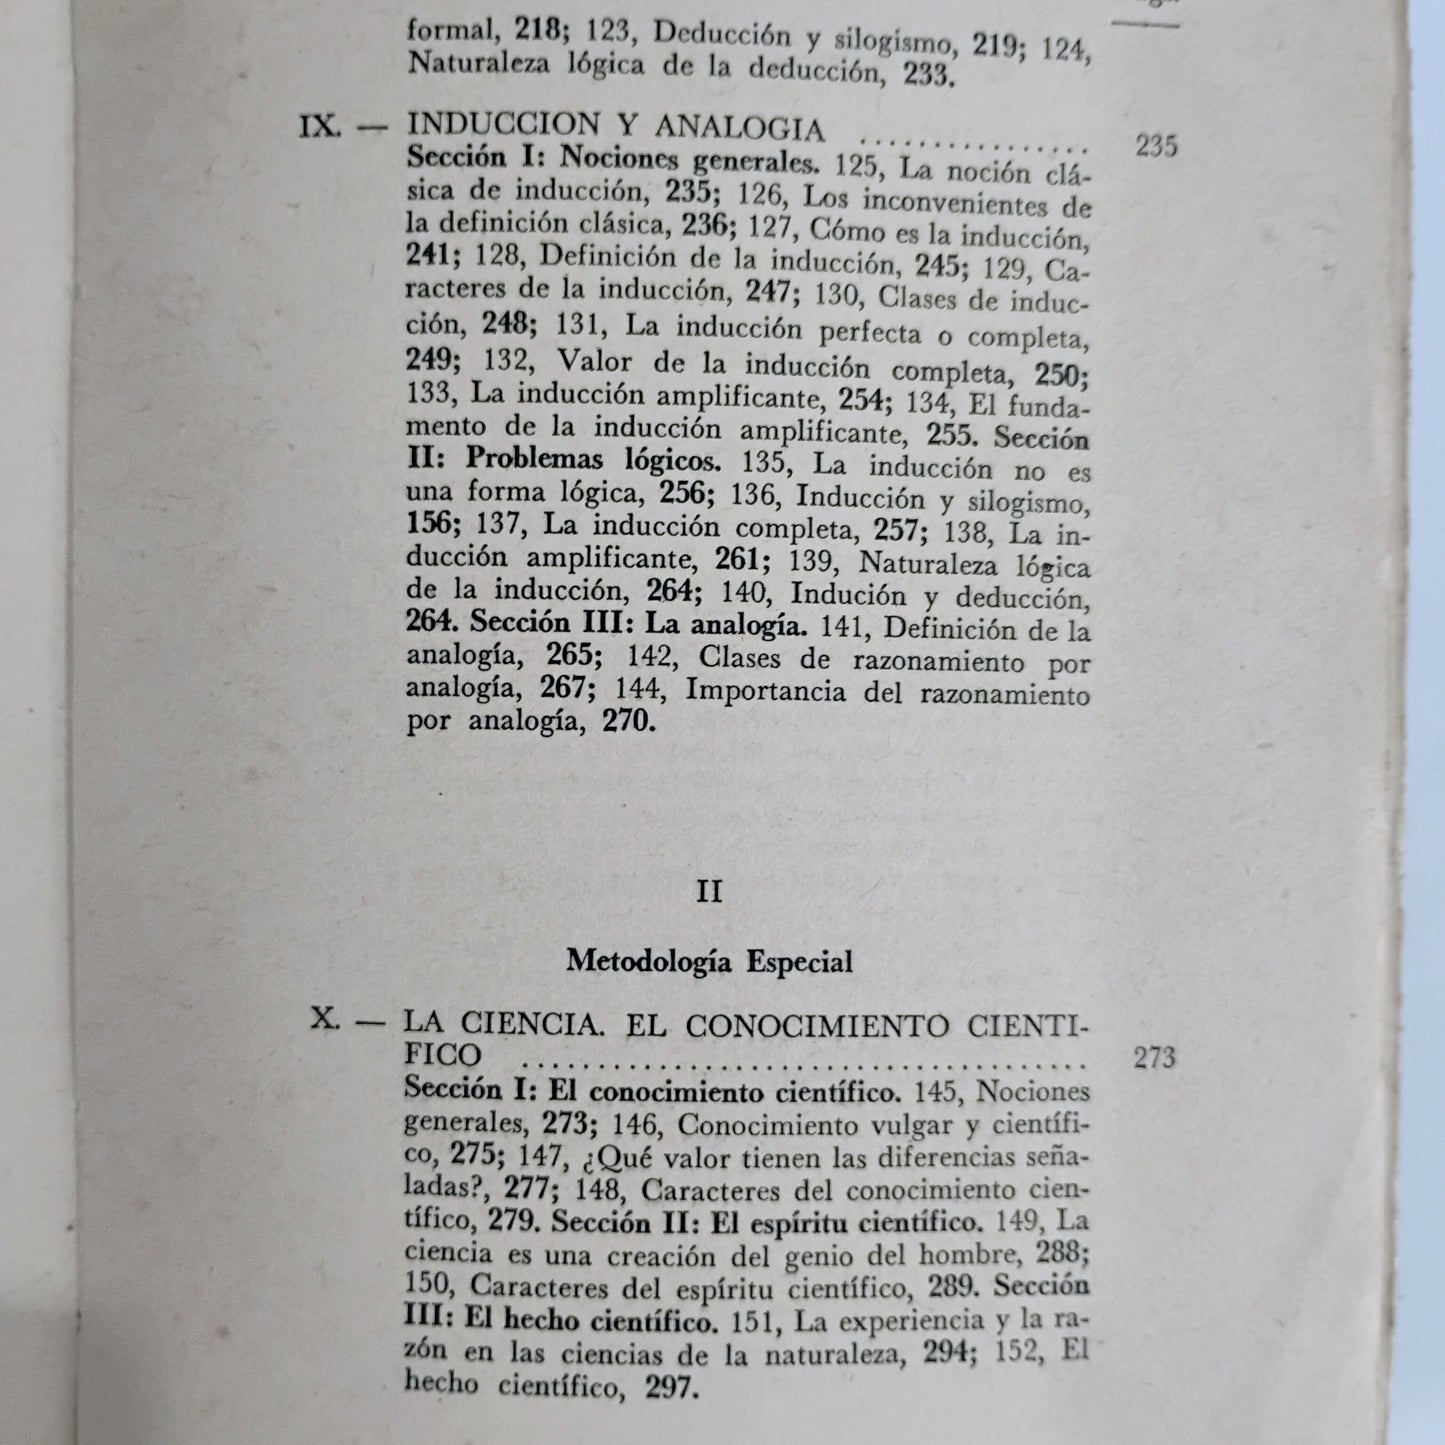 formal, 218; 123, Deducción y silogismo, 219; 124,
Naturaleza lógica de la deducción, 233.
IX. — INDUCCION Y ANALOGIA ................ 235
Sección I: Nociones generales. 125, La noción clá-
sica de inducción, 235; 126, Los inconvenientes de
la definición clásica, 236; 127, Cómo es la inducción,
241; 128, Definición de la inducción, 245; 129, Ca-
racteres de la inducción, 247; 130, Clases de induc-
ción, 248; 131, La inducción perfecta o completa,
249; 132, Valor de la inducción completa, 250;
133, La inducción amplificante, 254; 134, El funda-
mento de la inducción amplificante, 255. Sección
II: Problemas lógicos. 135, La inducción no es
una forma lógica, 256; 136, Inducción y silogismo,
156; 137, La inducción completa, 257; 138, La in-
ducción amplificante, 261; 139, Naturaleza lógica
de la inducción, 264; 140, Indución y deducción,
264. Sección III: La analogía. 141, Definición de la
analogía, 265; 142, Clases de razonamiento por
analogía, 267; 144, Importancia del razonamiento
por analogía, 270.
II
Metodología Especial
X. — LA CIENCIA. EL CONOCIMIENTO CIENTI-
FICO ...................................... 273
Sección I: El conocimiento científico. 145, Nociones
generales, 273; 146, Conocimiento vulgar y científi-
co, 275; 147, ¿Qué valor tienen las diferencias seña-
ladas?, 277; 148, Caracteres del conocimiento cien-
tífico, 279. Sección II: El espíritu científico. 149, La
ciencia es una creación del genio del hombre, 288;
150, Caracteres del espíritu científico, 289. Sección
III: El hecho científico. 151, La experiencia y la ra-
zón en las ciencias de la naturaleza, 294; 152, El
hecho científico, 297.